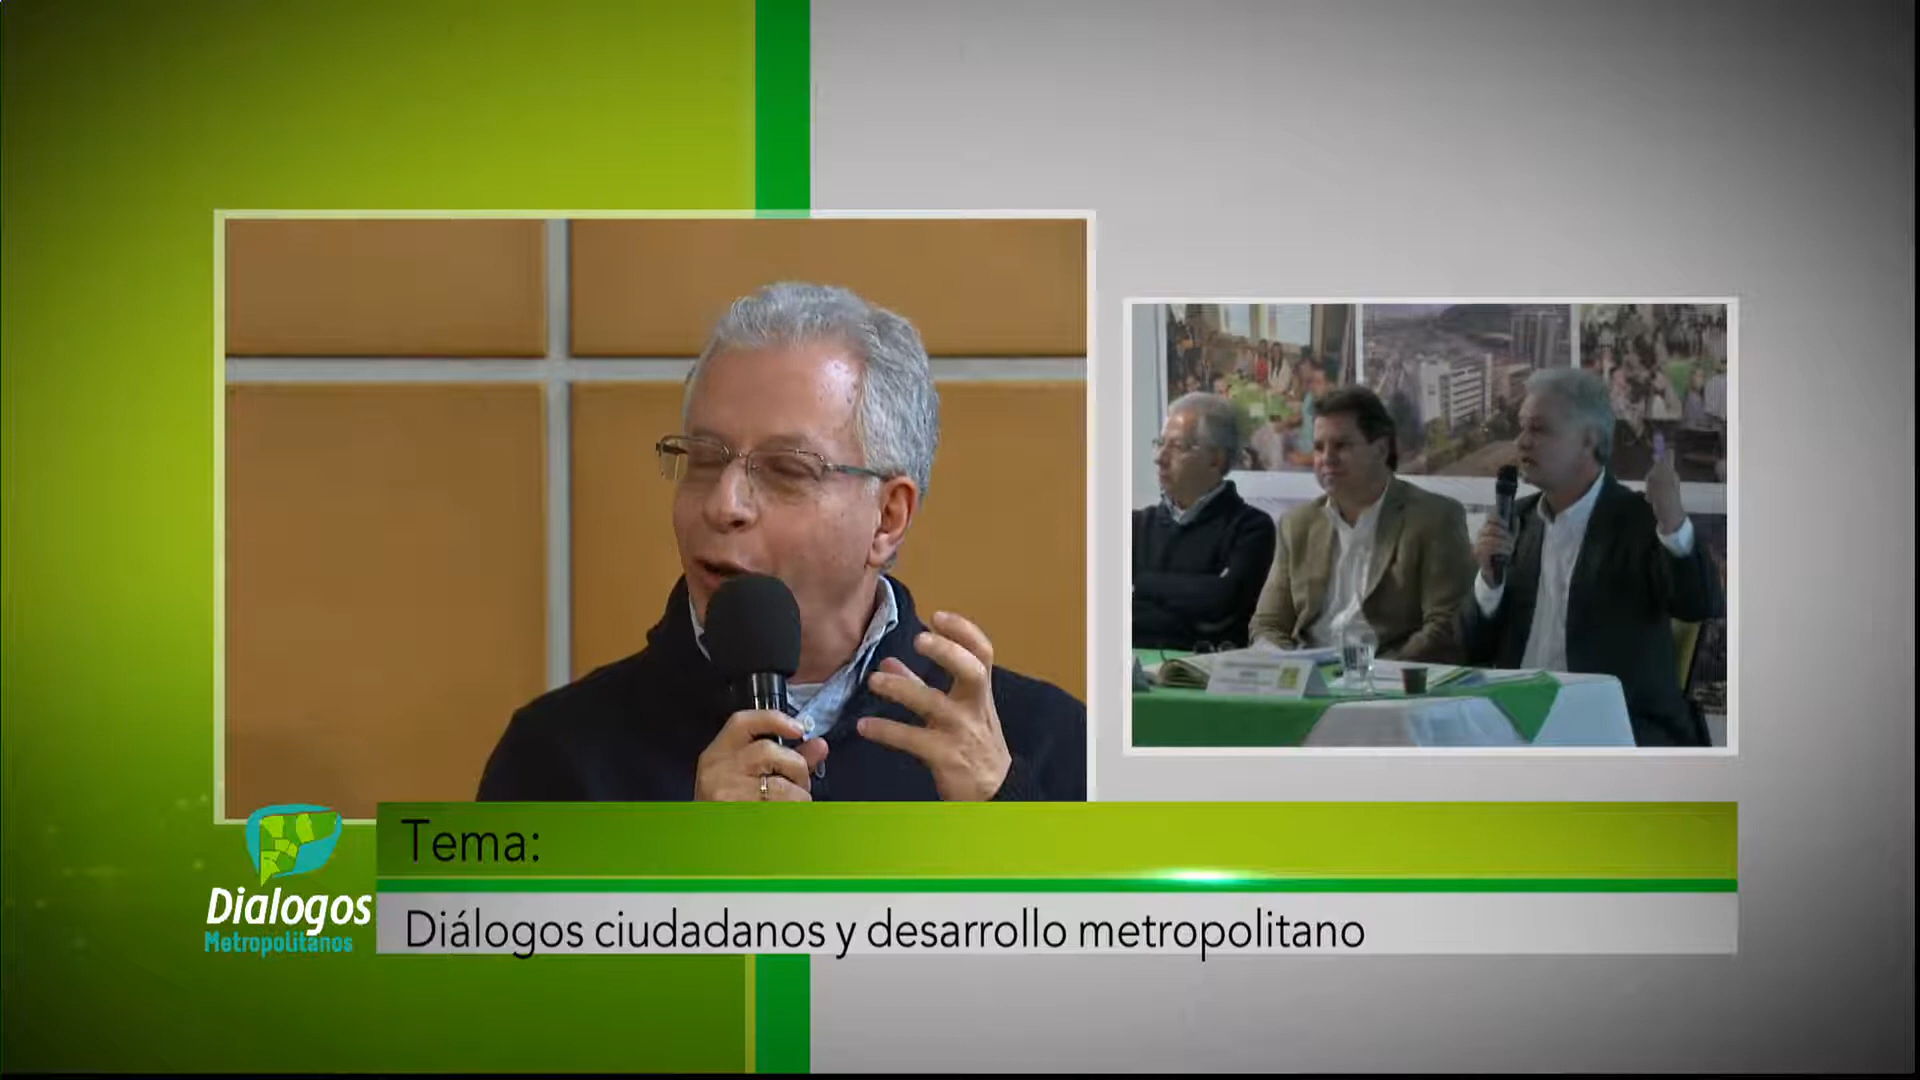 Tema:
Dialogos
Metropolitanos
Diálogos ciudadanos y desarrollo metropolitano